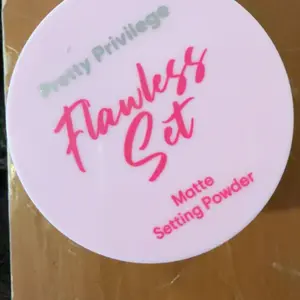 Pretty Privilege
Flawless
Set
Matte
Setting Powder